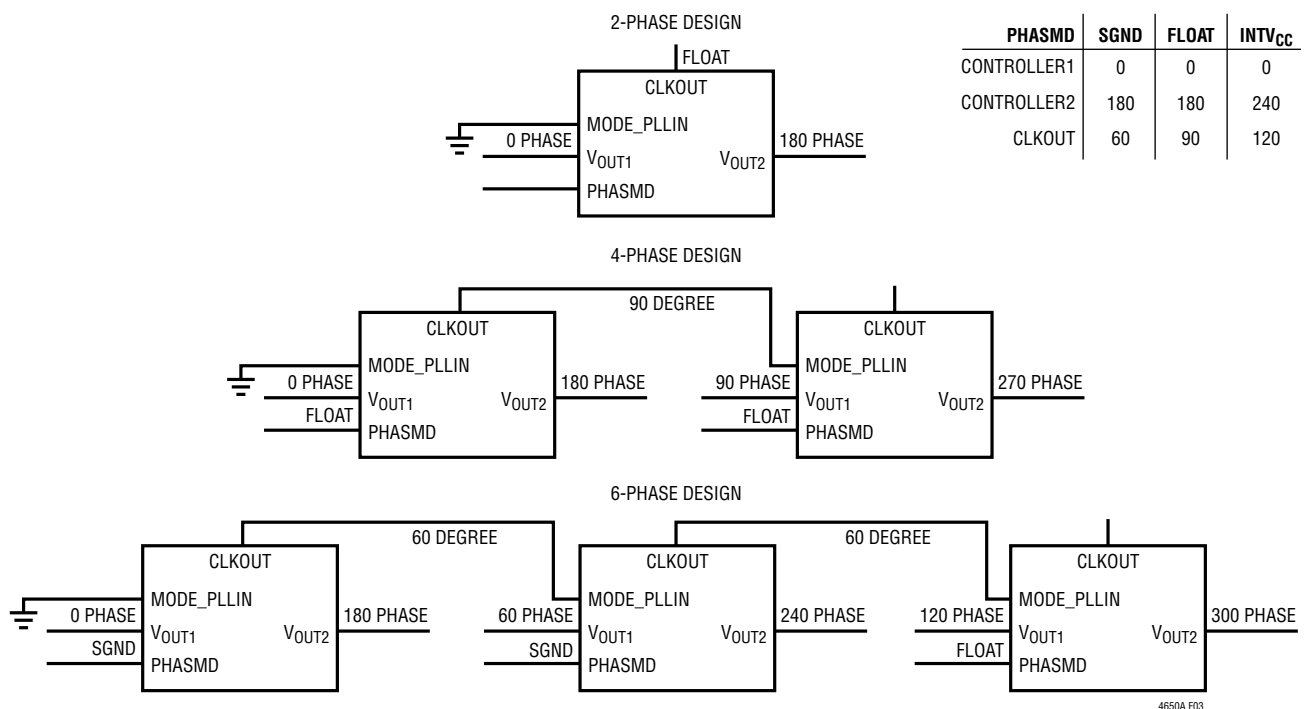 2-PHASE DESIGN
FLOAT
CLKOUT
MODE_PLLIN
0 PHASE
VOUT1
VOUT2
180 PHASE
PHASMD
PHASMD SGND FLOAT INTVCC
CONTROLLER1 0 0 0
CONTROLLER2 180 180 240
CLKOUT 60 90 120
4-PHASE DESIGN
90 DEGREE
CLKOUT
MODE_PLLIN
0 PHASE
VOUT1
VOUT2
180 PHASE
FLOAT
PHASMD
CLKOUT
MODE_PLLIN
90 PHASE
VOUT1
VOUT2
270 PHASE
FLOAT
PHASMD
6-PHASE DESIGN
60 DEGREE
60 DEGREE
CLKOUT
MODE_PLLIN
0 PHASE
VOUT1
VOUT2
180 PHASE
SGND
PHASMD
CLKOUT
MODE_PLLIN
60 PHASE
VOUT1
VOUT2
240 PHASE
SGND
PHASMD
CLKOUT
MODE_PLLIN
120 PHASE
VOUT1
VOUT2
300 PHASE
FLOAT
PHASMD
4650A F03